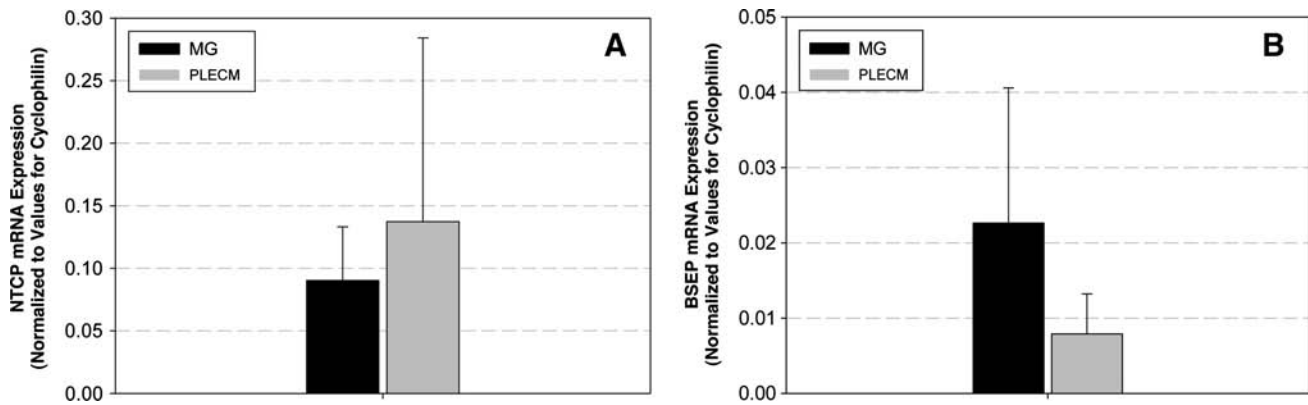 NTCP mRNA Expression
(Normalized to Values for Cyclophilin)
0.30
0.25
0.20
0.15
0.10
0.05
0.00
MG
PLECM
A
BSEP mRNA Expression
(Normalized to Values for Cyclophilin)
0.05
0.04
0.03
0.02
0.01
0.00
MG
PLECM
B